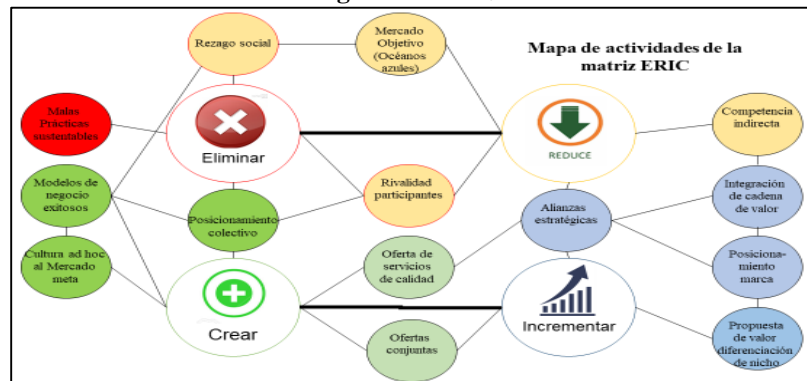 Rezago social
Mercado
Objetivo
(Océanos
azules)
Mapa de actividades de la
matriz ERIC
Malas
Prácticas
sustentables
Eliminar
REDUCE
Competencia
indirecta
Modelos de
negocio
exitosos
Posicionamiento
colectivo
Rivalidad
participantes
Alianzas
estratégicas
Integración
de cadena de
valor
Cultura ad hoc
al Mercado
meta
Oferta de
servicios
de calidad
Posiciona-
miento
marca
Crear
Ofertas
conjuntas
Incrementar
Propuesta
de valor
diferenciación
de nicho